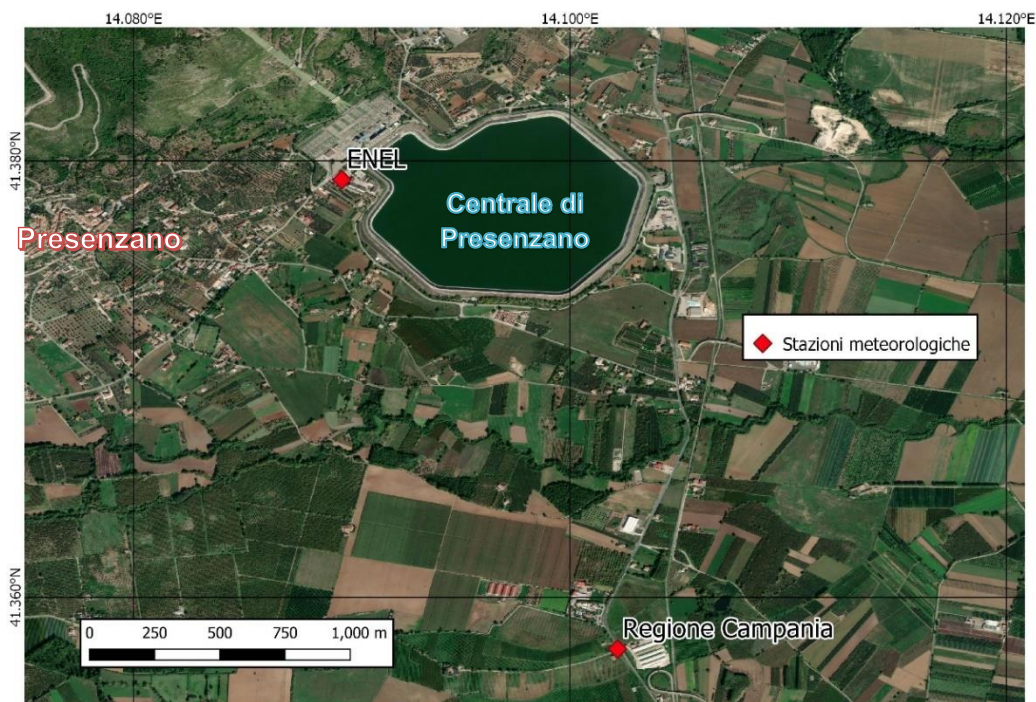 14.080°E
14.100°E
14.120°E
41.380°N
ENEL
Centrale di
Presenzano
Presenzano
Stazioni meteorologiche
41.360°N
Regione Campania
0 250 500 750 1,000 m